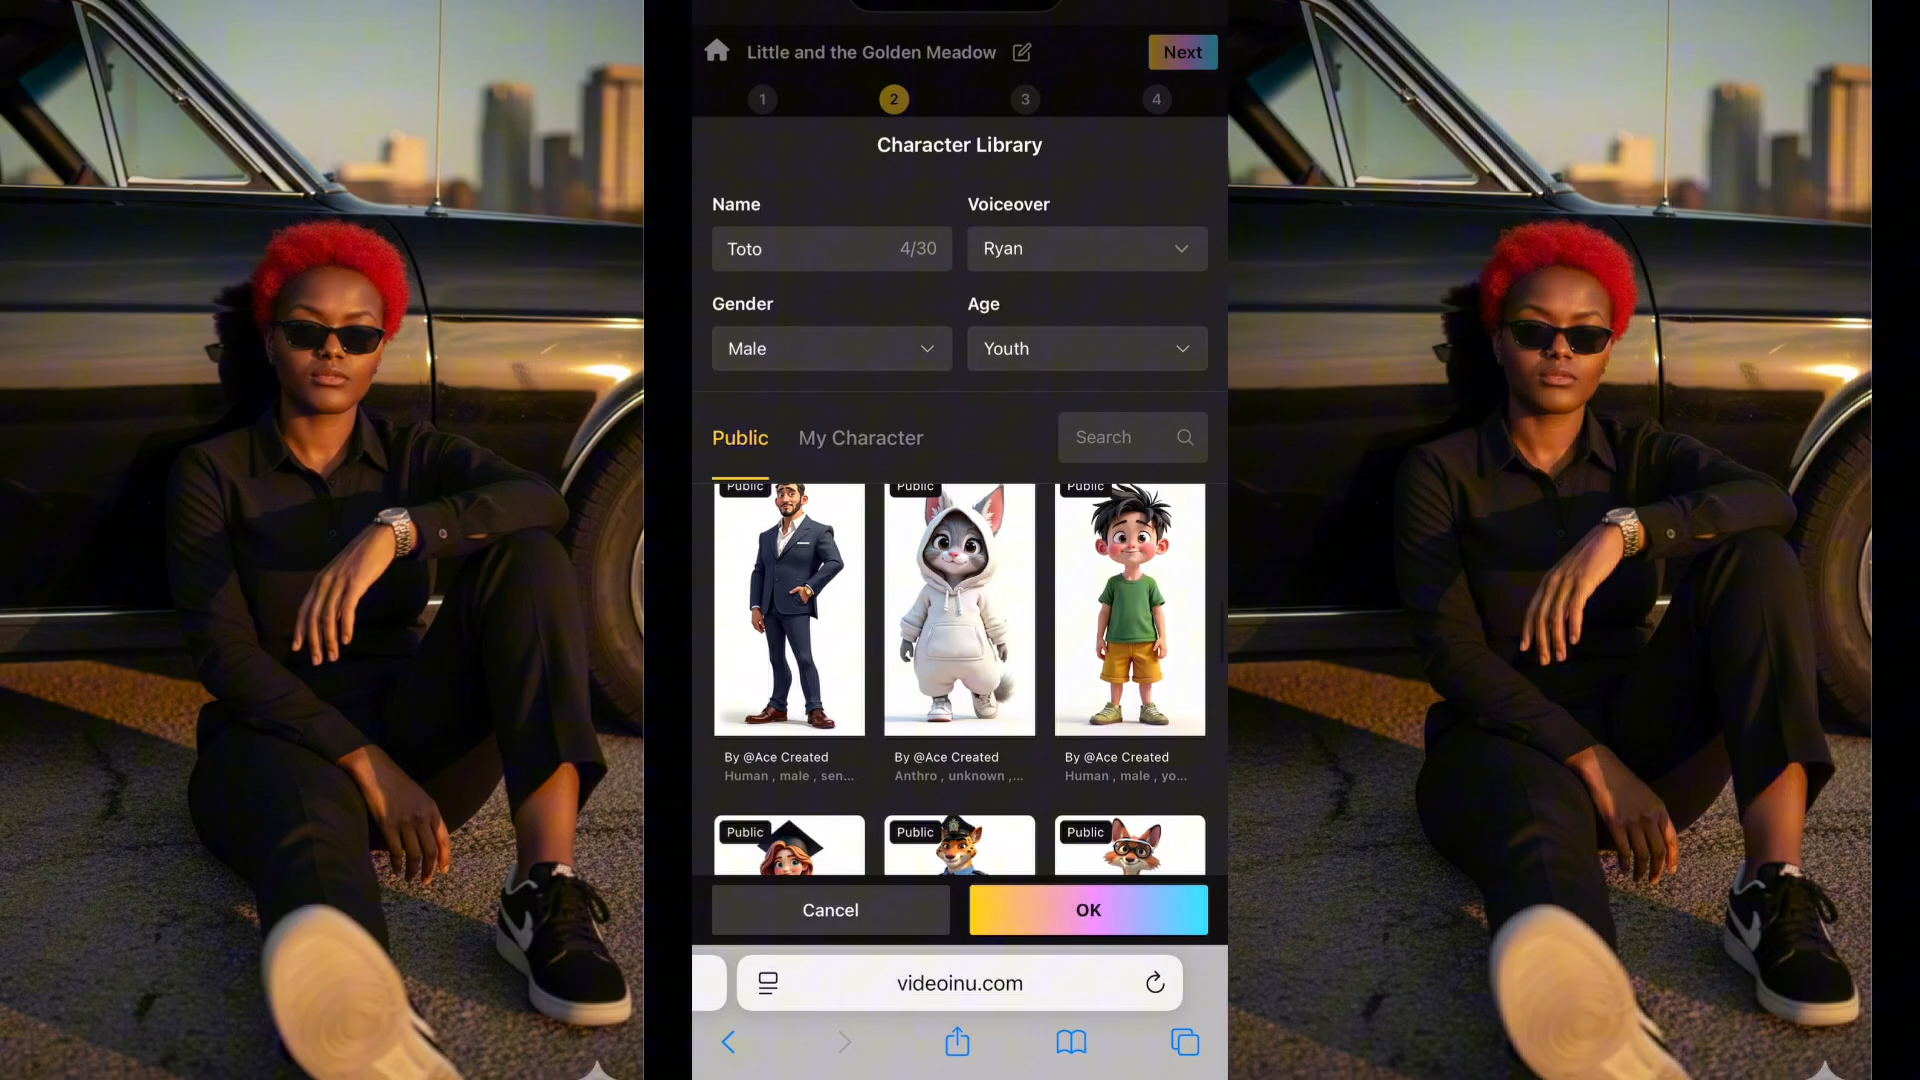 Little and the Golden Meadow
Next
1 2 3 4
Character Library
Name Voiceover
Toto 4/30 Ryan
Gender Age
Male Youth
Public My Character Search
Public Public Public
By @Ace Created By @Ace Created By @Ace Created
Human , male , sen... Anthro , unknown ,... Human , male , yo...
Public Public Public
Cancel OK
videoinu.com